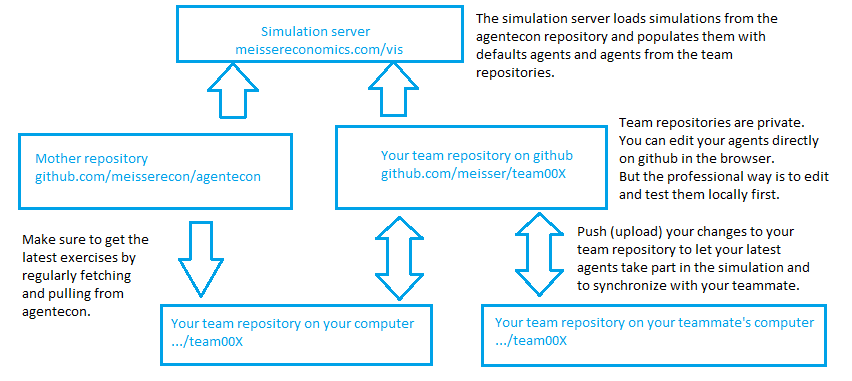 Simulation server
meissereconomics.com/vis
The simulation server loads simulations from the
agentecon repository and populates them with
defaults agents and agents from the team
repositories.
Mother repository
github.com/meisserecon/agentecon
Your team repository on github
github.com/meisser/team00X
Team repositories are private.
You can edit your agents directly
on github in the browser.
But the professional way is to edit
and test them locally first.
Make sure to get the
latest exercises by
regularly fetching
and pulling from
agentecon.
Push (upload) your changes to your
team repository to let your latest
agents take part in the simulation and
to synchronize with your teammate.
Your team repository on your computer
.../team00X
Your team repository on your teammate's computer
.../team00X